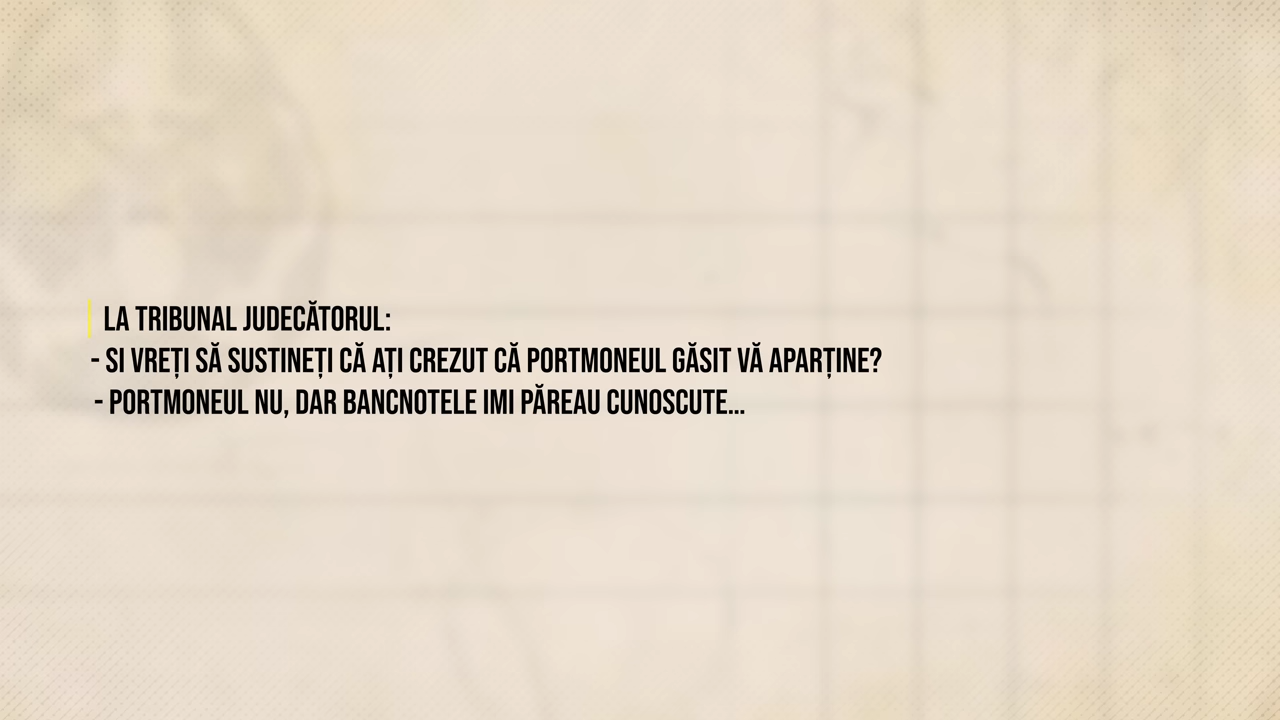 LA TRIBUNAL JUDECĂTORUL:
- SI VREȚI SĂ SUSTINEȚI CĂ AȚI CREZUT CĂ PORTMONEUL GĂSIT VĂ APARȚINE?
- PORTMONEUL NU, DAR BANCNOTELE IMI PĂREAU CUNOSCUTE...